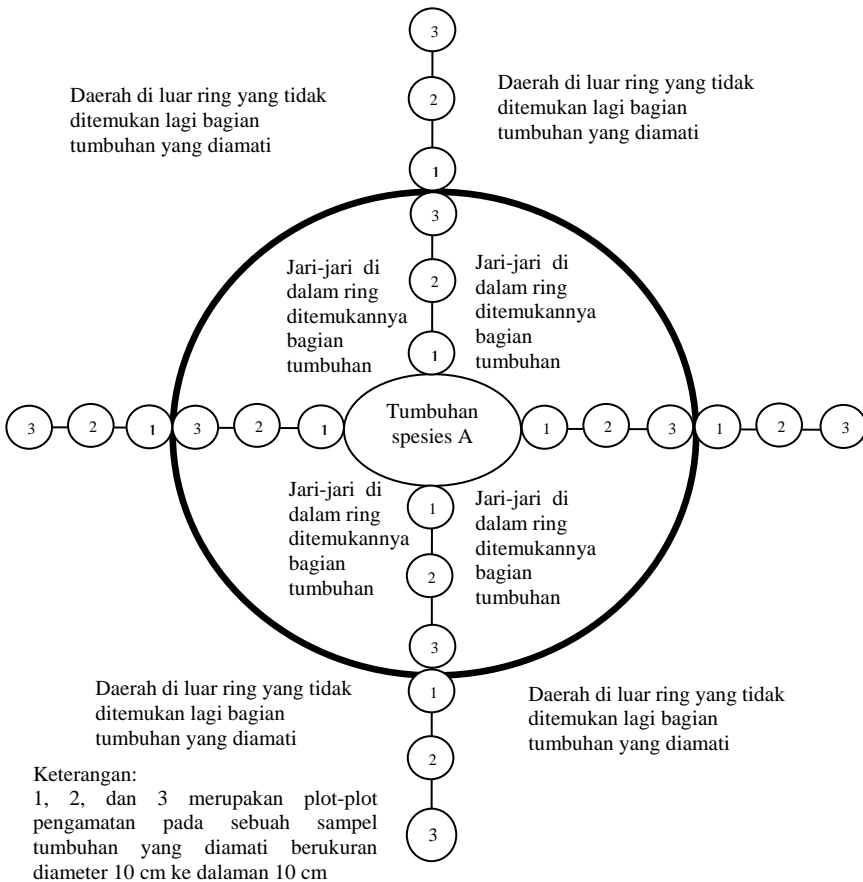 3
Daerah di luar ring yang tidak
ditemukan lagi bagian
tumbuhan yang diamati
2
Daerah di luar ring yang tidak
ditemukan lagi bagian
tumbuhan yang diamati
1
3
Jari-jari di
dalam ring
ditemukannya
bagian
tumbuhan
2
Jari-jari di
dalam ring
ditemukannya
bagian
tumbuhan
1
3 2 1 3 2 1
Tumbuhan
spesies A
1 2 3 1 2 3
Jari-jari di
dalam ring
ditemukannya
bagian
tumbuhan
1
Jari-jari di
dalam ring
ditemukannya
bagian
tumbuhan
2
3
Daerah di luar ring yang tidak
ditemukan lagi bagian
tumbuhan yang diamati
1
Daerah di luar ring yang tidak
ditemukan lagi bagian
tumbuhan yang diamati
2
3
Keterangan:
1, 2, dan 3 merupakan plot-plot
pengamatan pada sebuah sampel
tumbuhan yang diamati berukuran
diameter 10 cm ke dalaman 10 cm